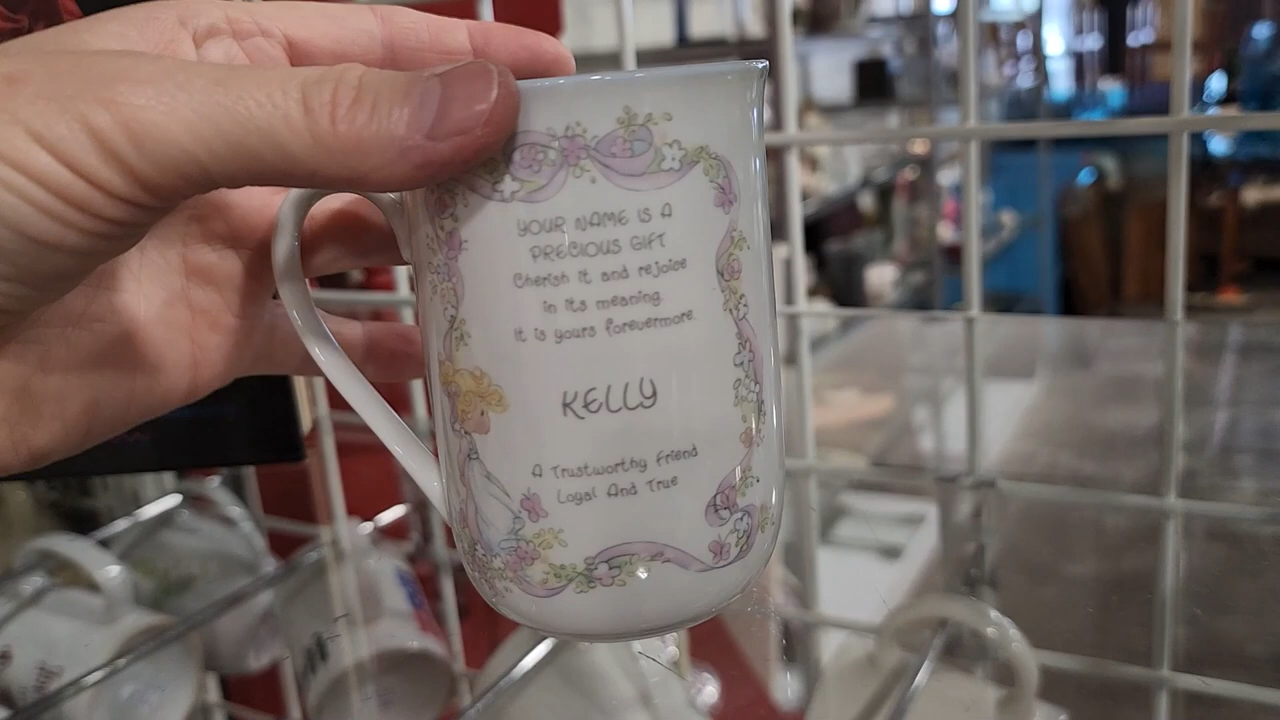 YOUR NAME IS A
PRECIOUS GIFT
Cherish it and rejoice
in its meaning.
It is yours forevermore.
KELLY
A Trustworthy Friend
Loyal And True